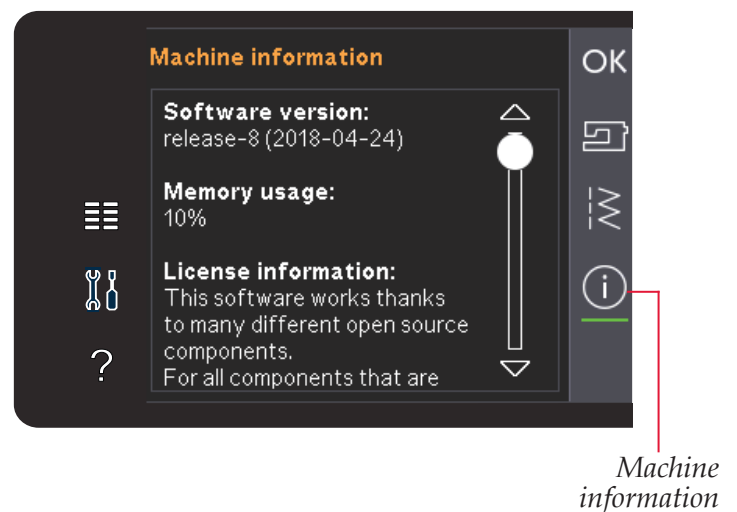 Machine information
OK
Software version:
release-8 (2018-04-24)
Memory usage:
10%
License information:
This software works thanks
to many different open source
components.
For all components that are
?
i
Machine
information